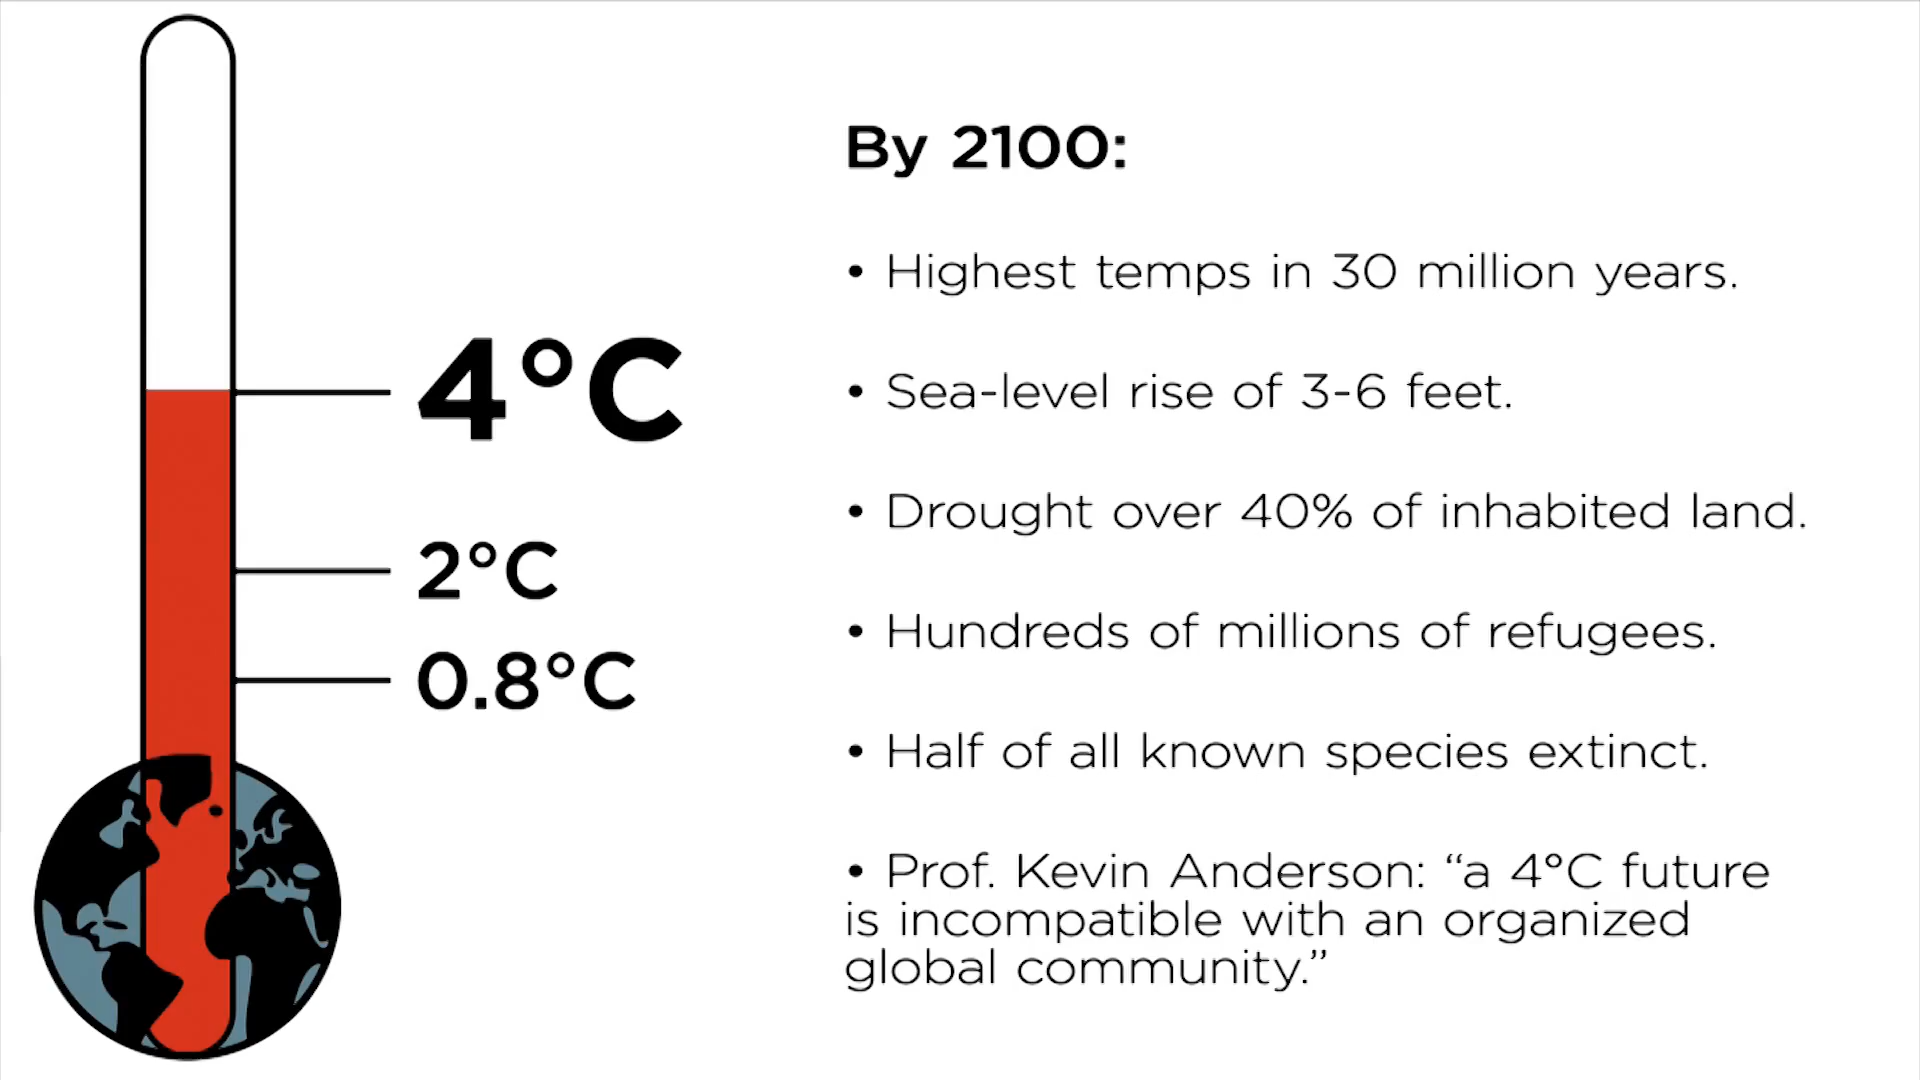 By 2100:
• Highest temps in 30 million years.
4°C
• Sea-level rise of 3-6 feet.
• Drought over 40% of inhabited land.
2°C
• Hundreds of millions of refugees.
0.8°C
• Half of all known species extinct.
• Prof. Kevin Anderson: “a 4°C future
is incompatible with an organized
global community.”